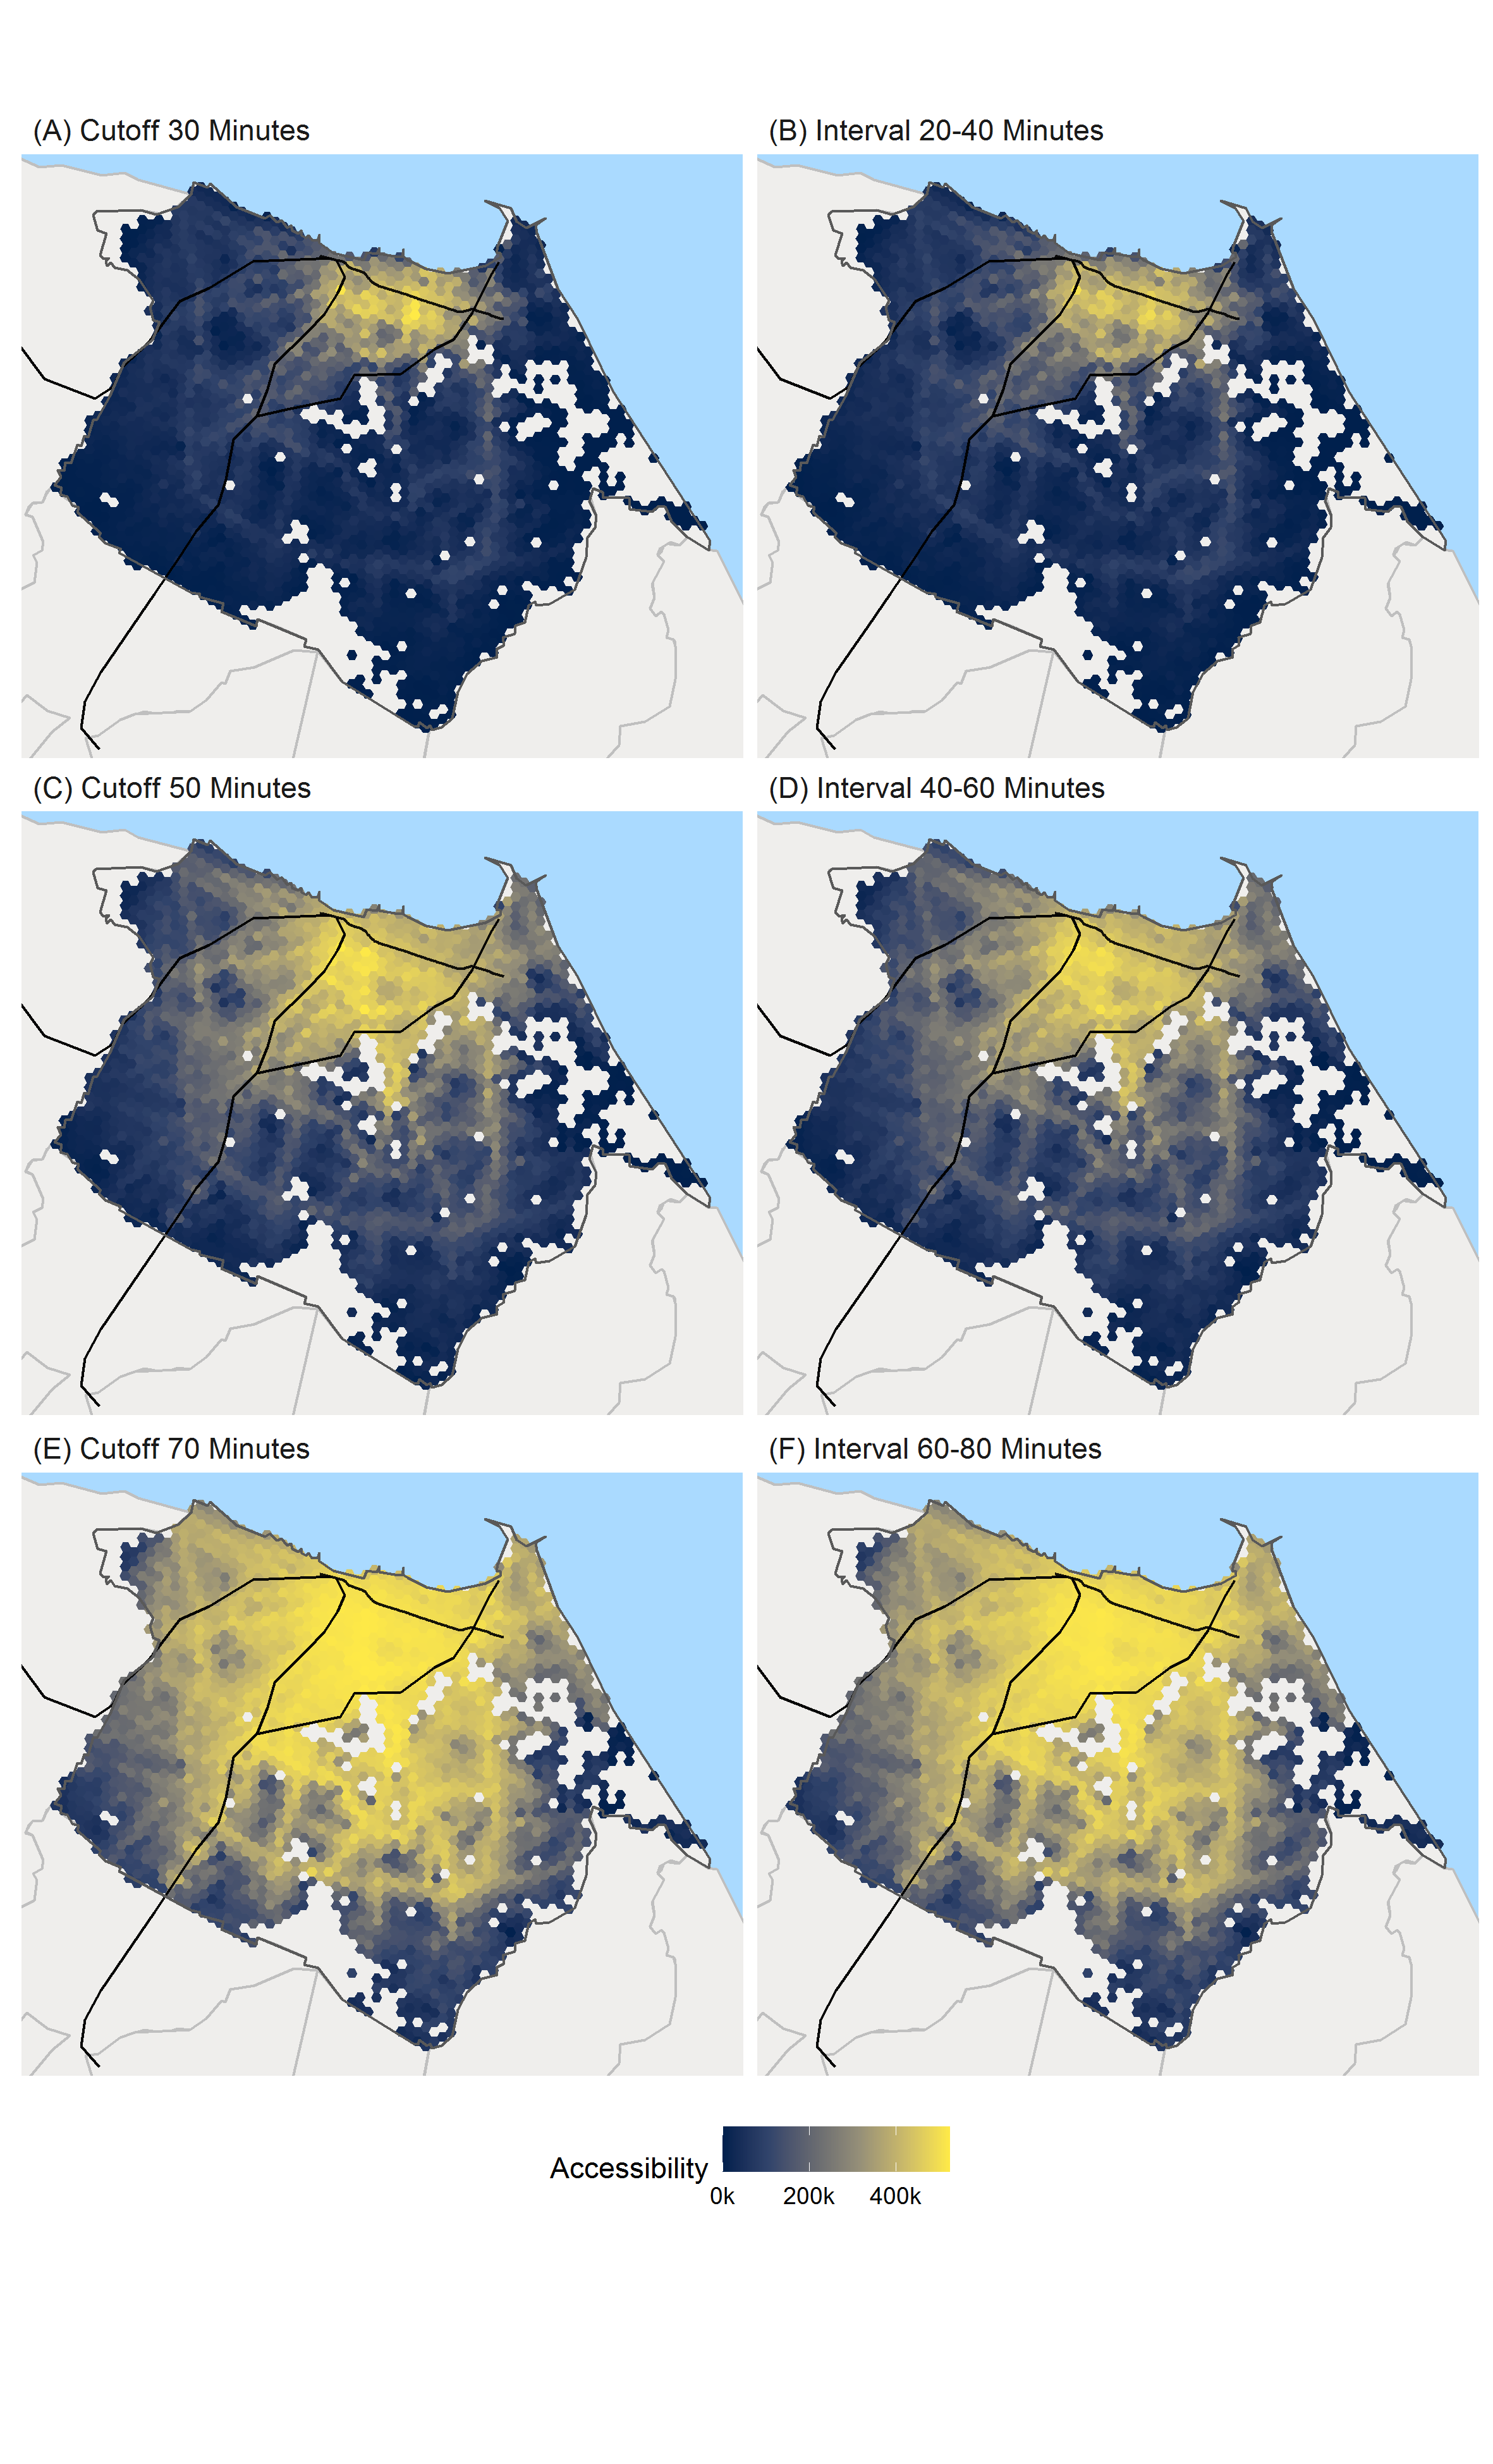 (A) Cutoff 30 Minutes
(B) Interval 20-40 Minutes
(C) Cutoff 50 Minutes
(D) Interval 40-60 Minutes
(E) Cutoff 70 Minutes
(F) Interval 60-80 Minutes
Accessibility
0k 200k 400k